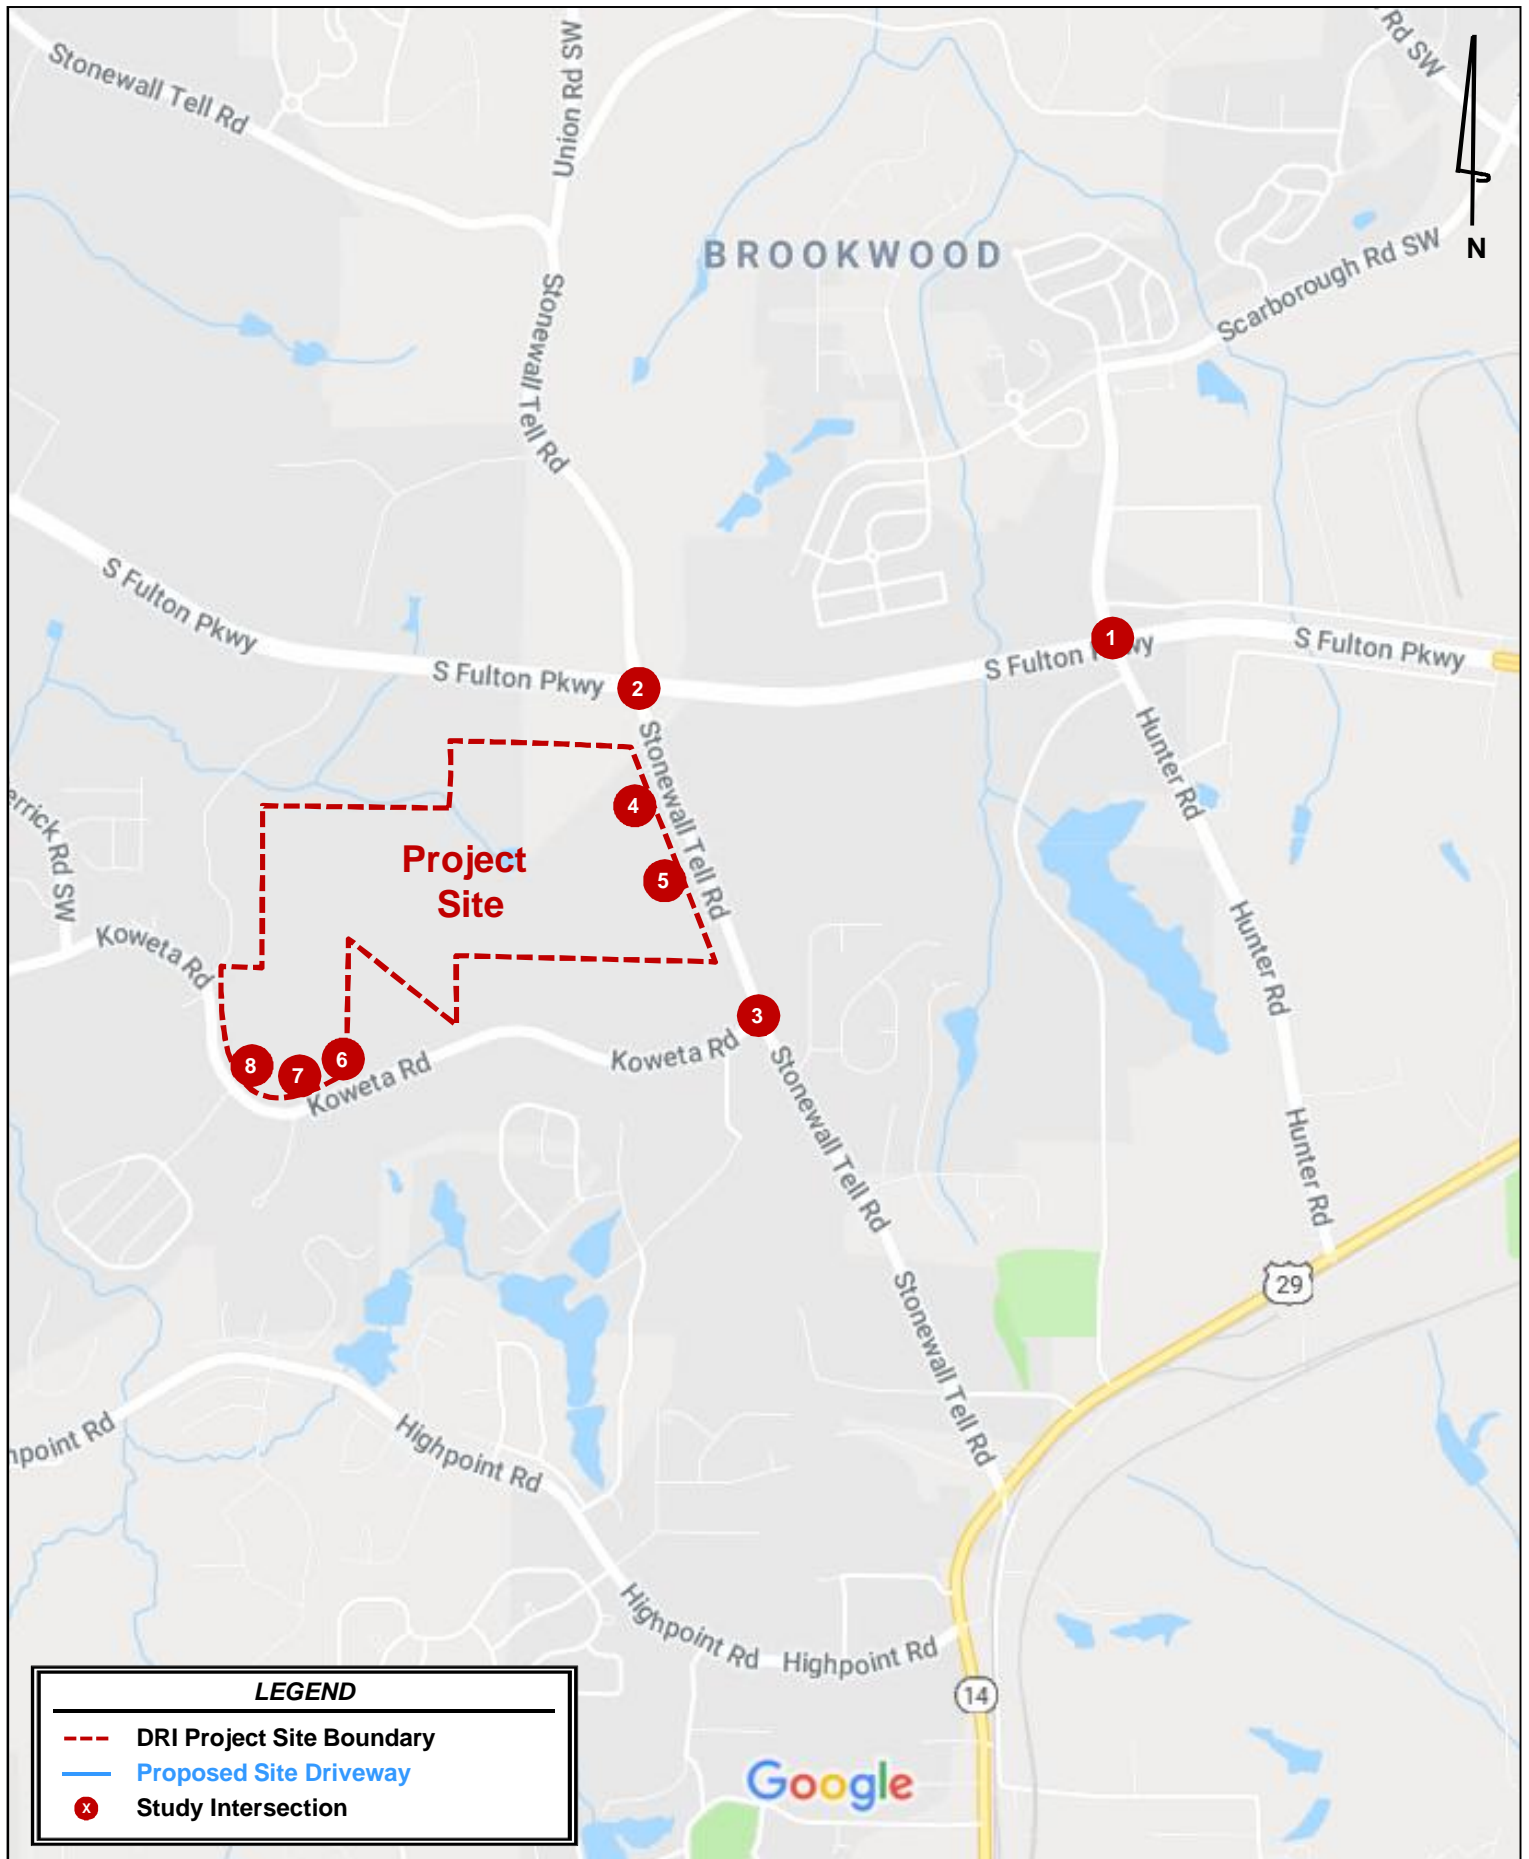 Rd SW
Stonewall Tell Rd
Union Rd SW
N
BROOKWOOD
Scarborough Rd SW
Stonewall Tell Rd
S Fulton Pkwy
S Fulton Pkwy
2
S Fulton
wy
1
S Fulton Pkwy
Stonewall Tell Rd
Hunter Rd
4
5
Project
Site
errick Rd SW
Koweta Rd
Hunter Rd
3
Koweta Rd
8
7
6
Koweta Rd
Stonewall Tell Rd
Hunter Rd
29
Stonewall Tell Rd
npoint Rd
Highpoint Rd
Highpoint Rd
Highpoint Rd
14
LEGEND
DRI Project Site Boundary
Proposed Site Driveway
X Study Intersection
Google